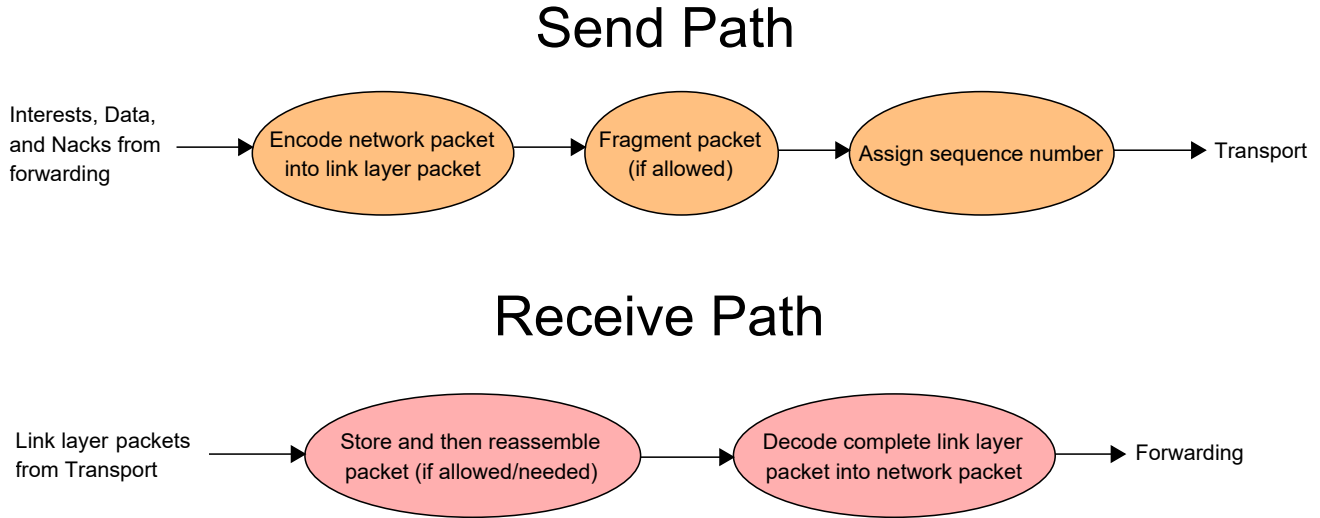 Send Path
Interests, Data,
and Nacks from
forwarding
Encode network packet
into link layer packet
Fragment packet
(if allowed)
Assign sequence number
Transport
Receive Path
Link layer packets
from Transport
Store and then reassemble
packet (if allowed/needed)
Decode complete link layer
packet into network packet
Forwarding